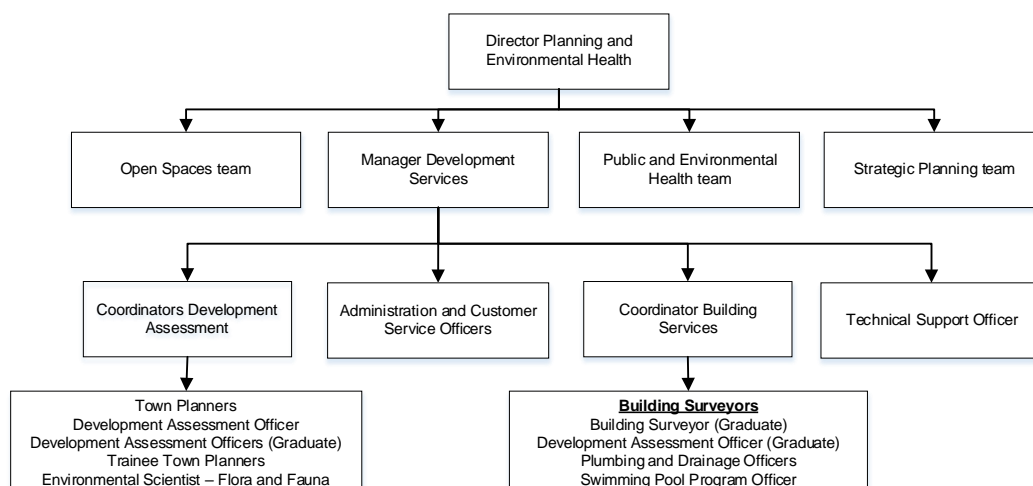 Director Planning and
Environmental Health
Open Spaces team
Manager Development
Services
Public and Environmental
Health team
Strategic Planning team
Coordinators Development
Assessment
Administration and Customer
Service Officers
Coordinator Building
Services
Technical Support Officer
Town Planners
Development Assessment Officer
Development Assessment Officers (Graduate)
Trainee Town Planners
Environmental Scientist – Flora and Fauna
Building Surveyors
Building Surveyor (Graduate)
Development Assessment Officer (Graduate)
Plumbing and Drainage Officers
Swimming Pool Program Officer